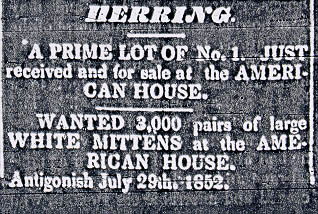 HERRING.
A PRIME LOT OF No. 1. JUST
received and for sale at the AMERI-
CAN HOUSE.
WANTED 3,000 pairs of large
WHITE MITTENS at the AME-
RICAN HOUSE.
Antigonish July 29th. 1852.